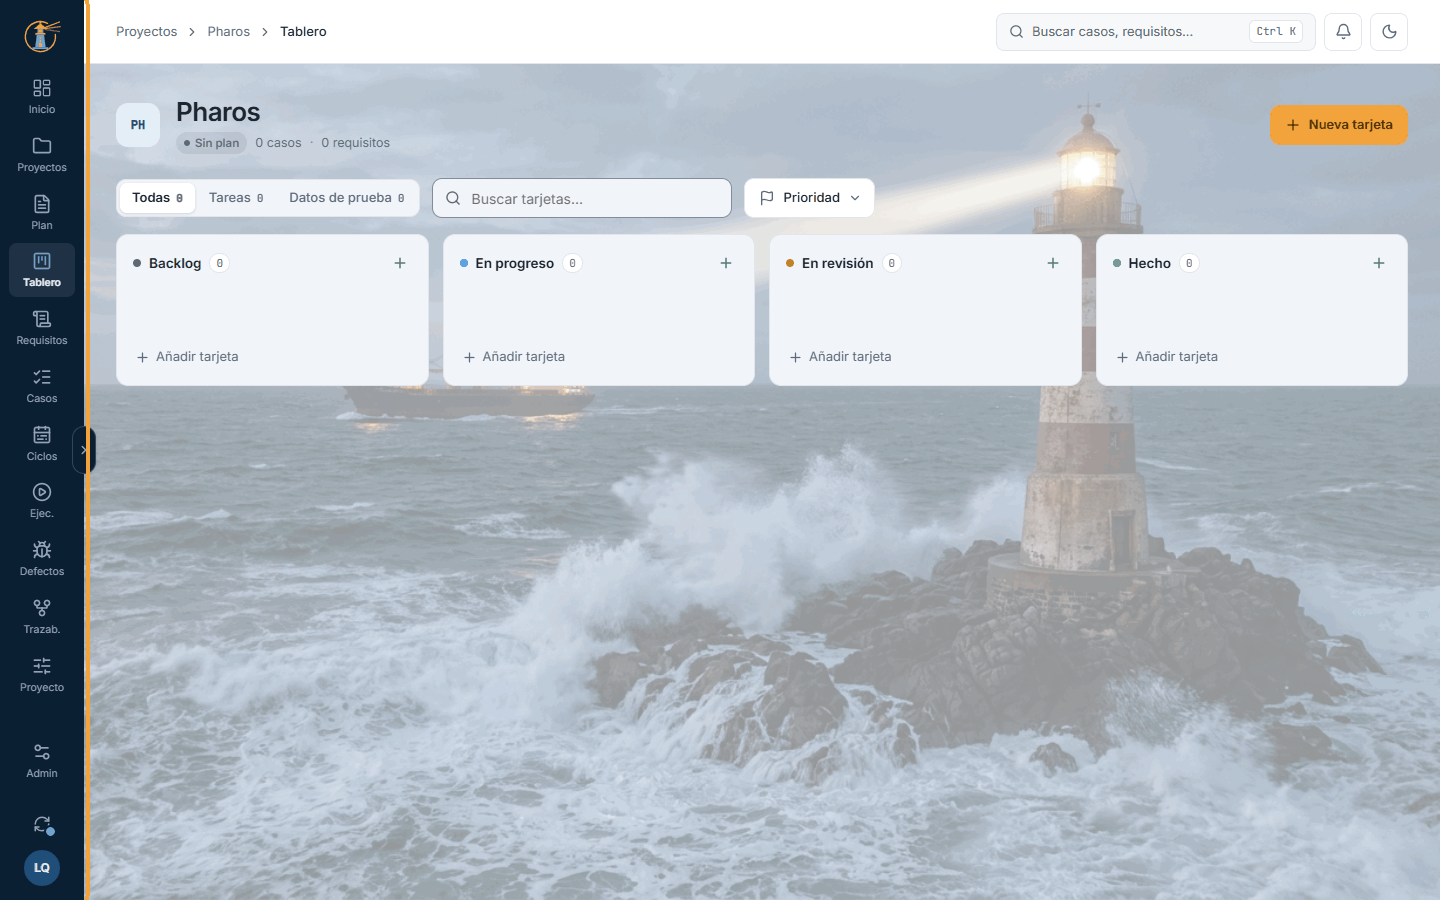 Proyectos > Pharos > Tablero
Buscar casos, requisitos...
Ctrl K
Inicio
Proyectos
Plan
Tablero
Requisitos
Casos
Ciclos
Ejec.
Defectos
Trazab.
Proyecto
Admin
LQ
PH
Pharos
Sin plan 0 casos · 0 requisitos
+ Nueva tarjeta
Todas 0 Tareas 0 Datos de prueba 0
Buscar tarjetas...
Prioridad
Backlog 0 +
+ Añadir tarjeta
En progreso 0 +
+ Añadir tarjeta
En revisión 0 +
+ Añadir tarjeta
Hecho 0 +
+ Añadir tarjeta